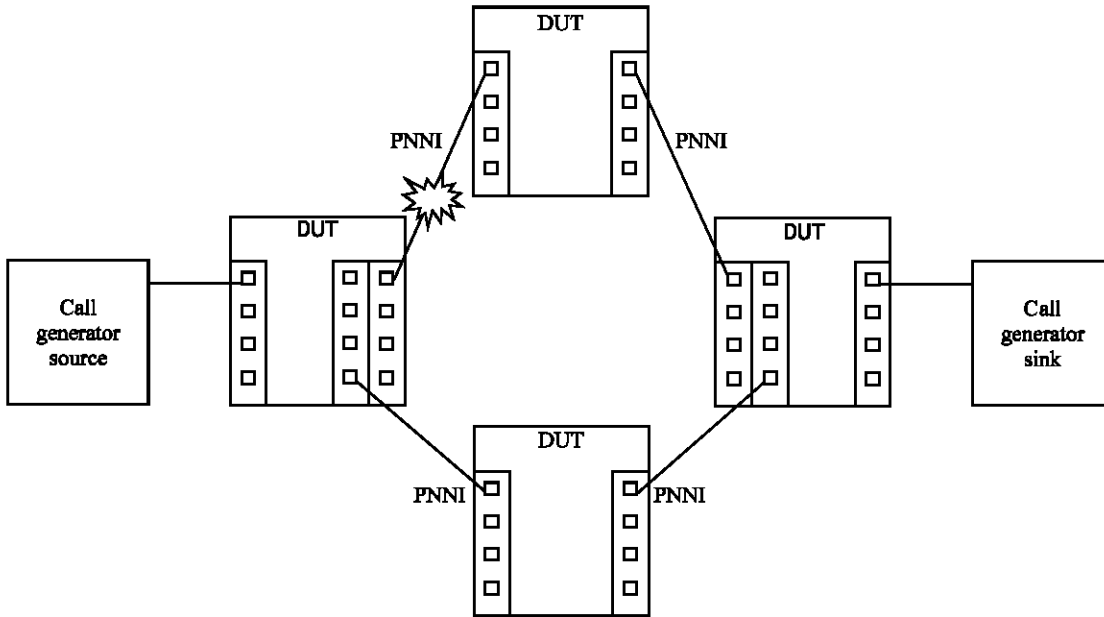 DUT
PNNI
PNNI
DUT
DUT
Call
generator
source
Call
generator
sink
DUT
PNNI
PNNI